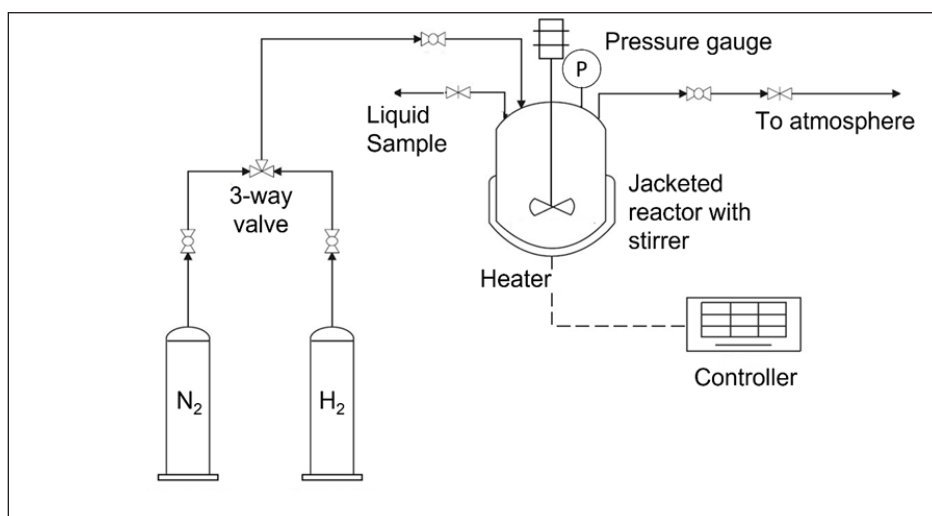 Pressure gauge
P
Liquid
Sample
To atmosphere
3-way
valve
Jacketed
reactor with
stirrer
Heater
N₂
H₂
Controller